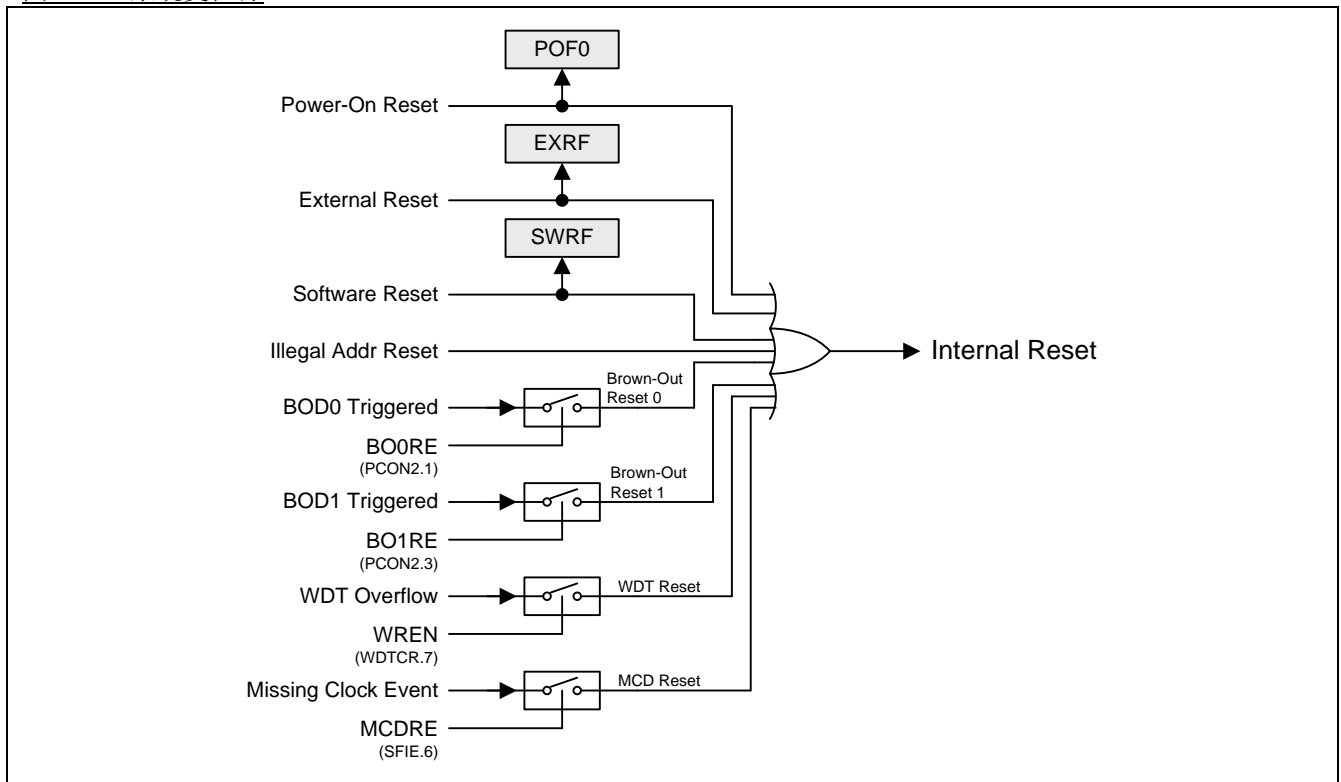 POF0
Power-On Reset
EXRF
External Reset
SWRF
Software Reset
Illegal Addr Reset
Internal Reset
BOD0 Triggered
Brown-Out
Reset 0
BO0RE
(PCON2.1)
BOD1 Triggered
Brown-Out
Reset 1
BO1RE
(PCON2.3)
WDT Overflow
WDT Reset
WREN
(WDTCR.7)
Missing Clock Event
MCD Reset
MCDRE
(SFIE.6)